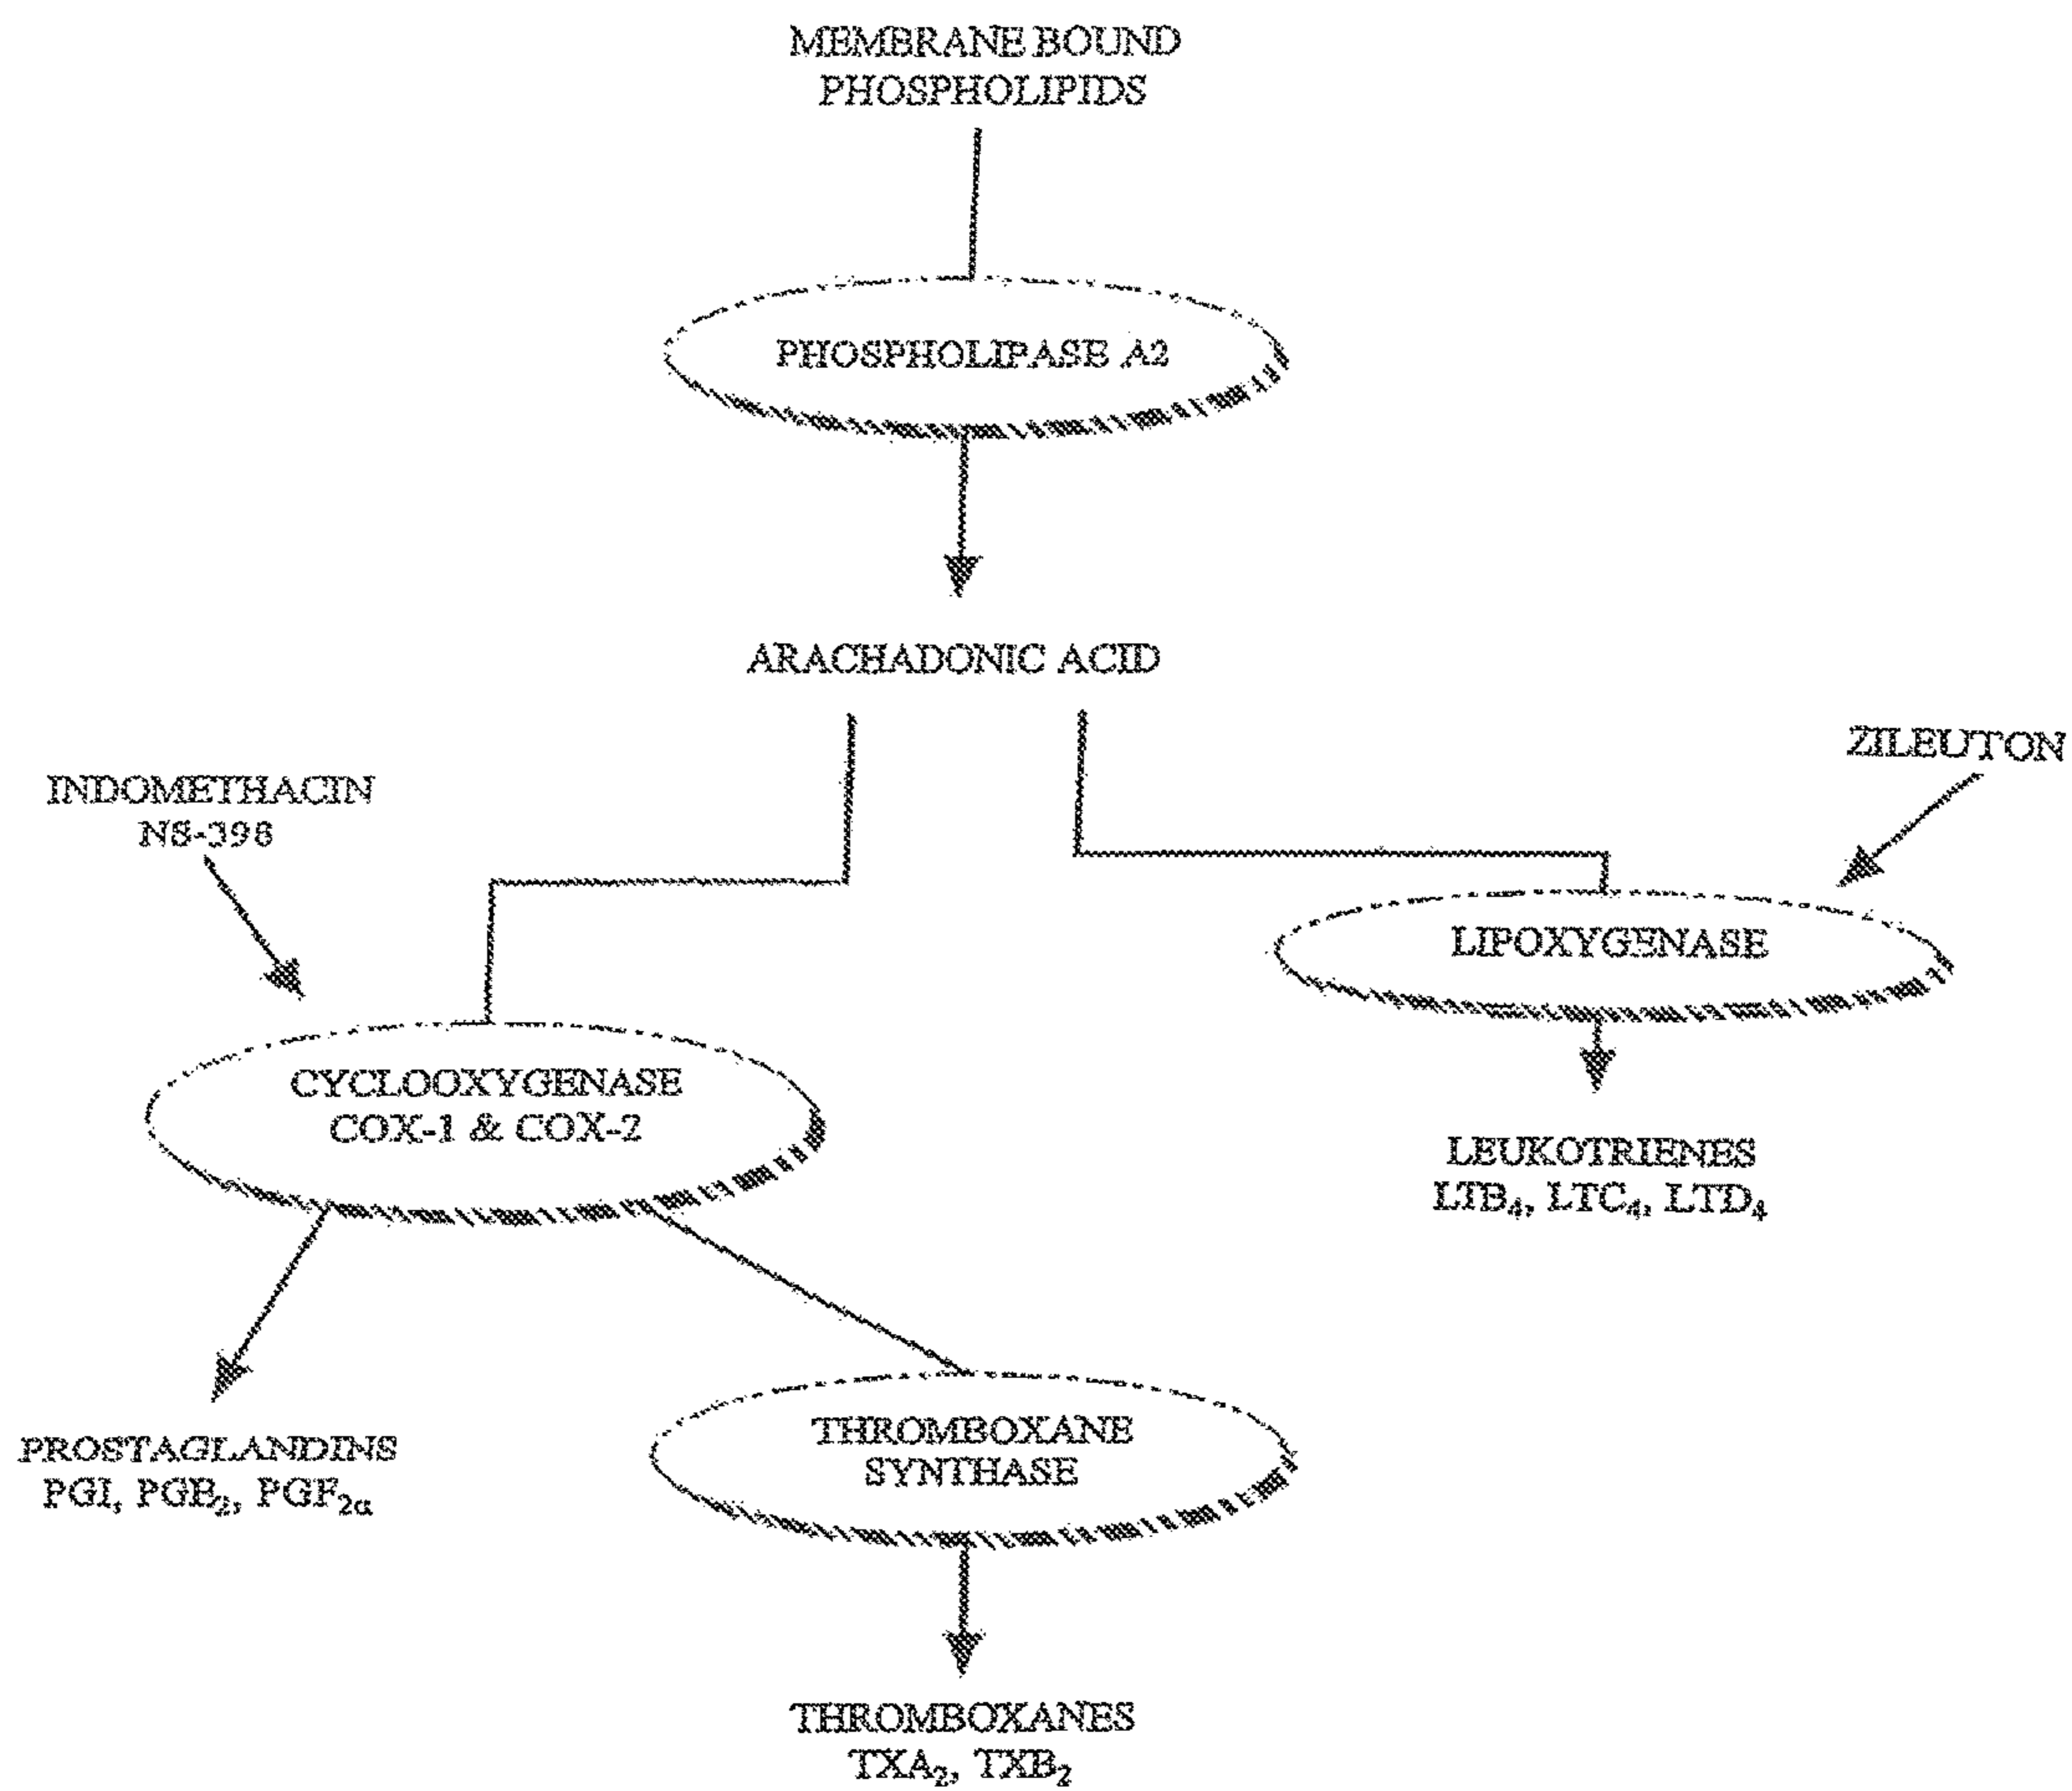 MEMBRANE BOUND
PHOSPHOLIPIDS
PHOSPHOLIPASE A2
ARACHADONIC ACID
ZILEUTON
INDOMETHACIN
NS-398
LIPOXYGENASE
CYCLOOXYGENASE
COX-1 & COX-2
LEUKOTRIENES
LTB₄, LTC₄, LTD₄
PROSTAGLANDINS
PGI, PGE₂, PGF₂α
THROMBOXANE
SYNTHASE
THROMBOXANES
TXA₂, TXB₂